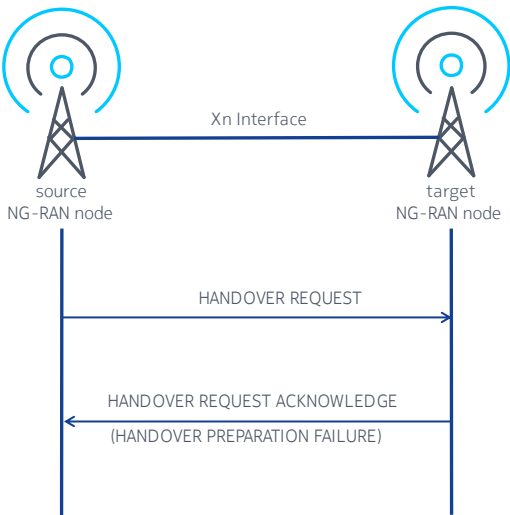 Xn Interface
source
NG-RAN node
target
NG-RAN node
HANDOVER REQUEST
HANDOVER REQUEST ACKNOWLEDGE
(HANDOVER PREPARATION FAILURE)